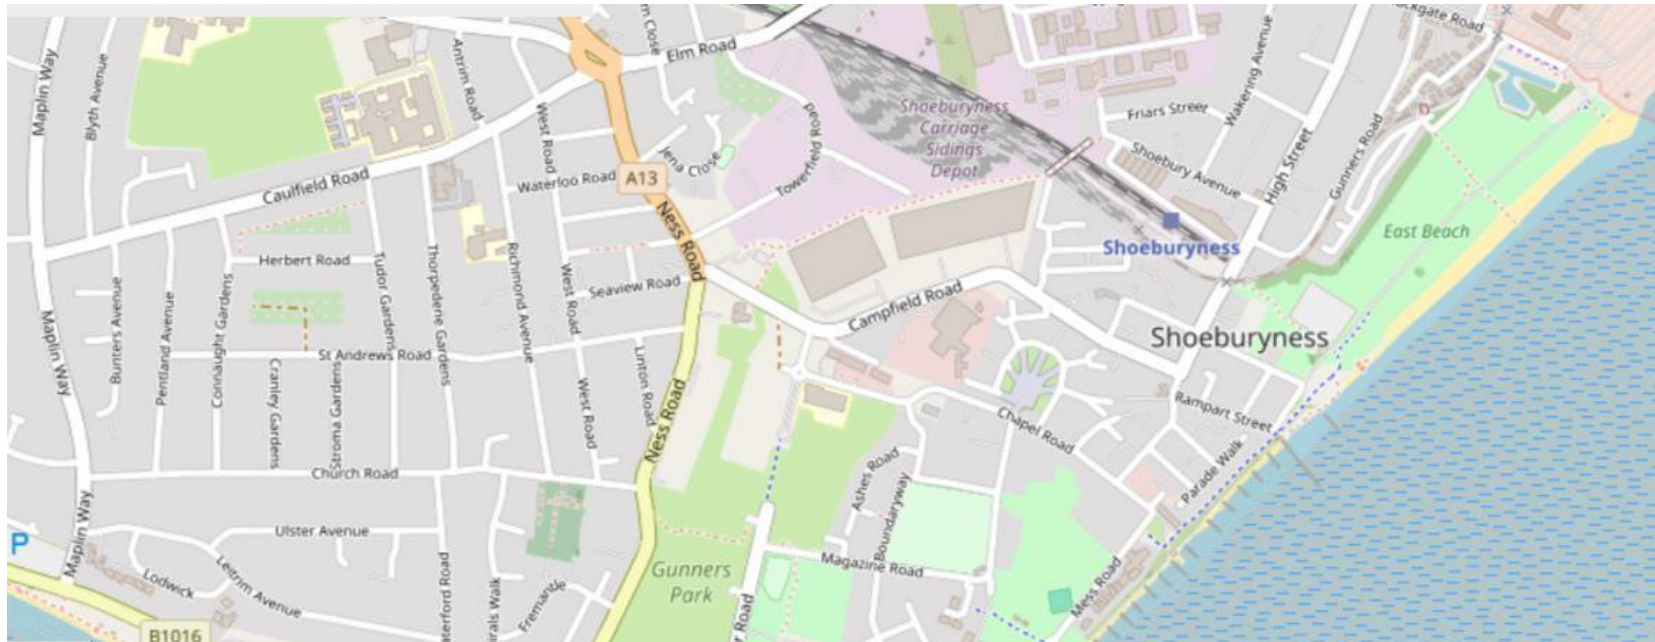 Elm Road
Maplin Way
Blyth Avenue
Antrim Road
West Road
Towerfield Road
Shoeburyness
Carriage
Sidings
Depot
Friars Street
Wakering Avenue
Shoebury Avenue
High Street
Gunners Road
Jena Close
Waterloo Road
A13
Caulfield Road
Ness Road
East Beach
Shoeburyness
Herbert Road
Tudor Gardens
Thorpedene Gardens
Richmond Avenue
West Road
Seaview Road
Campfield Road
Shoeburyness
Maplin Way
Bunters Avenue
Pentland Avenue
Connaught Gardens
St Andrews Road
Cranley Gardens
Stroma Gardens
Linton Road
West Road
Ness Road
Chapel Road
Rampart Street
Parade Walk
Church Road
Ashes Road
Boundaryway
Maplin Way
Ulster Avenue
P
Lodwick
Leitrim Avenue
Gunners
Park
Magazine Road
Mess Road
B1016